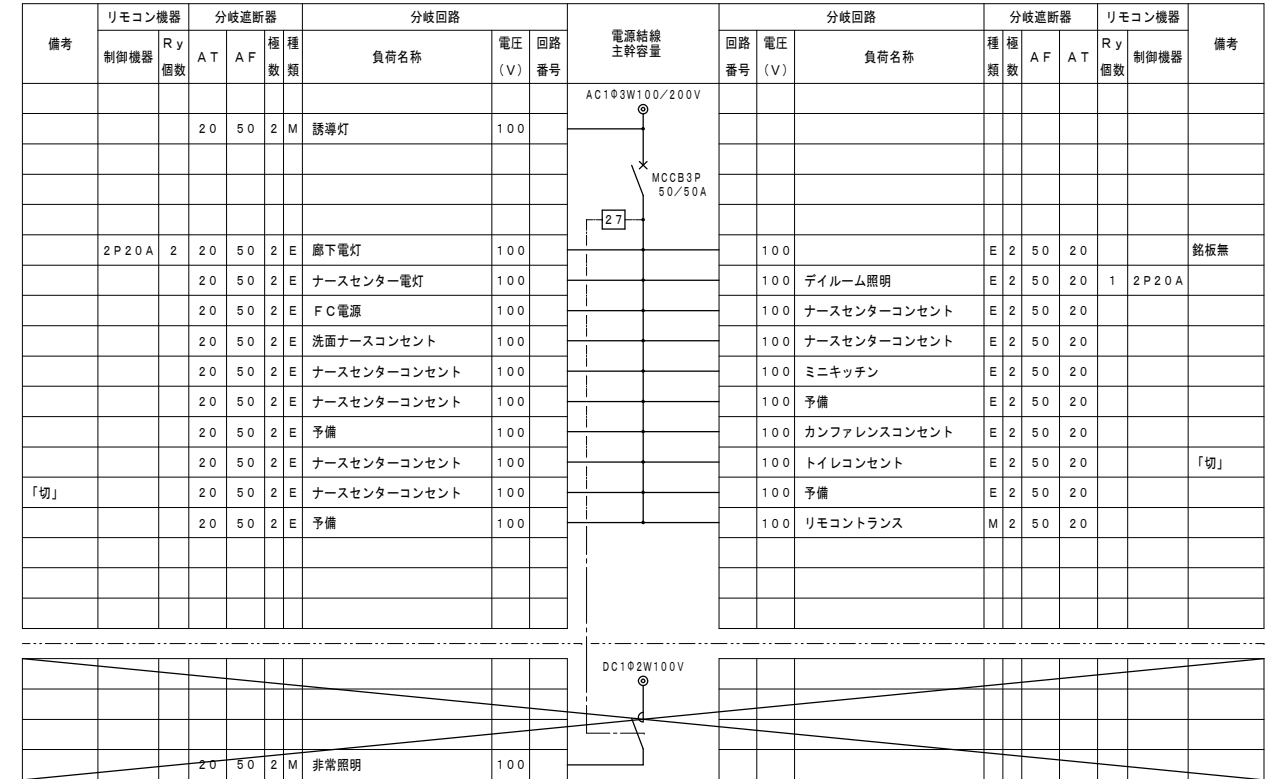 備考 リモコン機器 分岐遮断器 分岐回路 電源結線 主幹容量 分岐回路 分岐遮断器 リモコン機器 備考
制御機器 Ry個数 AT AF 極数 種類 負荷名称 電圧(V) 回路番号 回路番号 電圧(V) 負荷名称 種類 極数 AF AT Ry個数 制御機器
AC1Φ3W100/200V
20 50 2 M 誘導灯 100
MCCB3P
50/50A
27
2P20A 2 20 50 2 E 廊下電灯 100 100 E 2 50 20 銘板無
20 50 2 E ナースセンター電灯 100 100 デイルーム照明 E 2 50 20 1 2P20A
20 50 2 E FC電源 100 100 ナースセンターコンセント E 2 50 20
20 50 2 E 洗面ナースコンセント 100 100 ナースセンターコンセント E 2 50 20
20 50 2 E ナースセンターコンセント 100 100 ミニキッチン E 2 50 20
20 50 2 E ナースセンターコンセント 100 100 予備 E 2 50 20
20 50 2 E 予備 100 100 カンファレンスコンセント E 2 50 20
20 50 2 E ナースセンターコンセント 100 100 トイレコンセント E 2 50 20 「切」
「切」 20 50 2 E ナースセンターコンセント 100 100 予備 E 2 50 20
20 50 2 E 予備 100 100 リモコントランス M 2 50 20
DC1Φ2W100V
20 50 2 M 非常照明 100